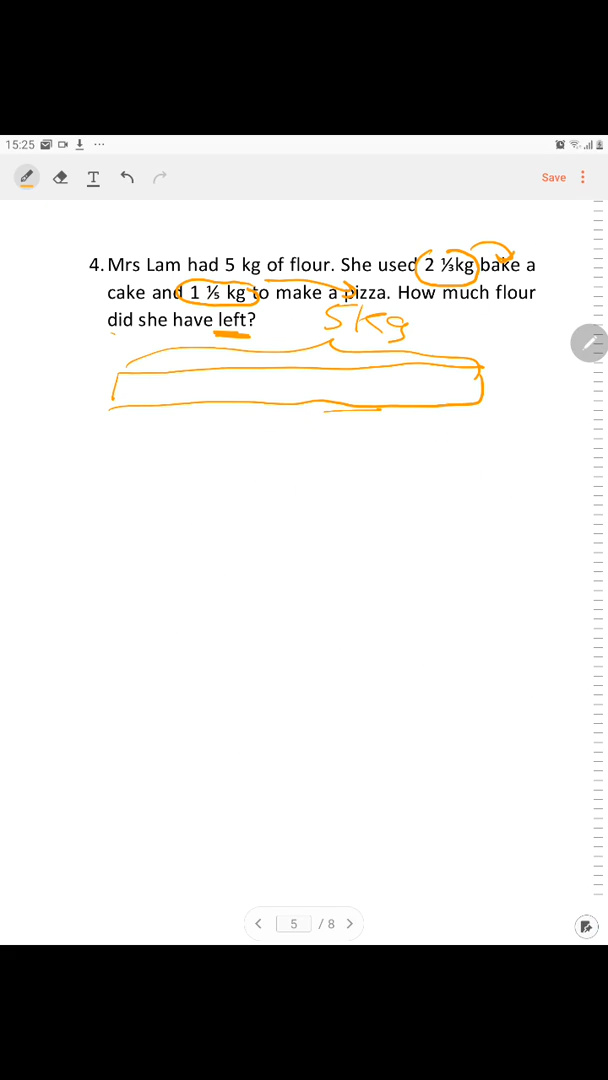 15:25
Save
4. Mrs Lam had 5 kg of flour. She used 2 ⅓kg bake a
cake and 1 ⅕ kg to make a pizza. How much flour
did she have left?
5kg
5 / 8